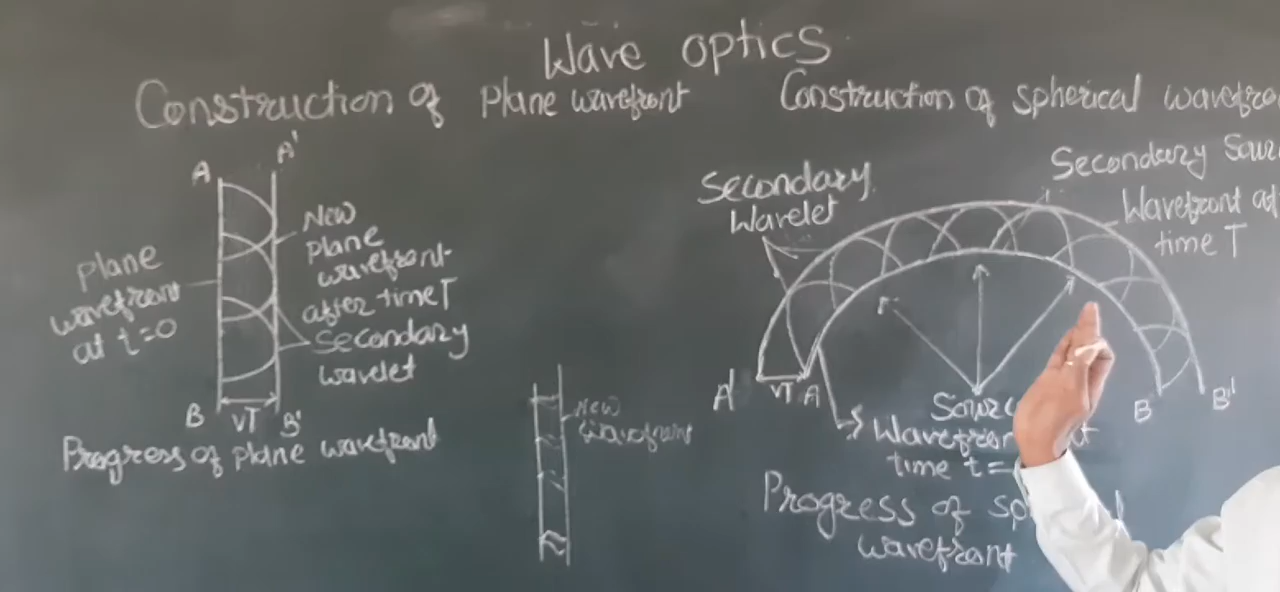 Wave optics
Construction of plane wavefront
A
A'
plane
wavefront
at t=0
New
plane
wavefront
after time T
Secondary
wavelet
B
VT
B'
Progress of plane wavefront
New
wavefront
Construction of spherical
Secondary
Wavelet
Secondary
Wavefront at
time T
A'
VT
A
B
B'
time t=
Progress of
wavefront